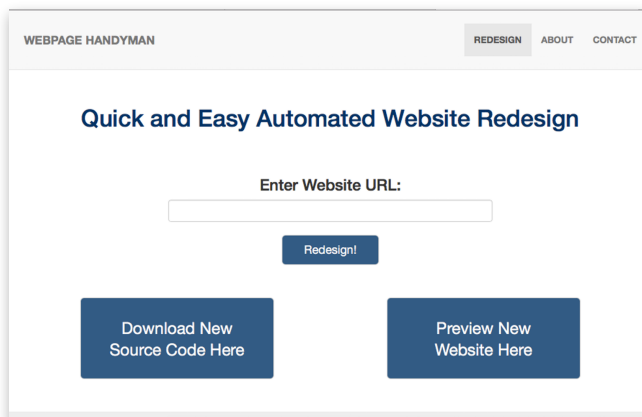 WEBPAGE HANDYMAN
REDESIGN ABOUT CONTACT
Quick and Easy Automated Website Redesign
Enter Website URL:
Redesign!
Download New
Source Code Here
Preview New
Website Here